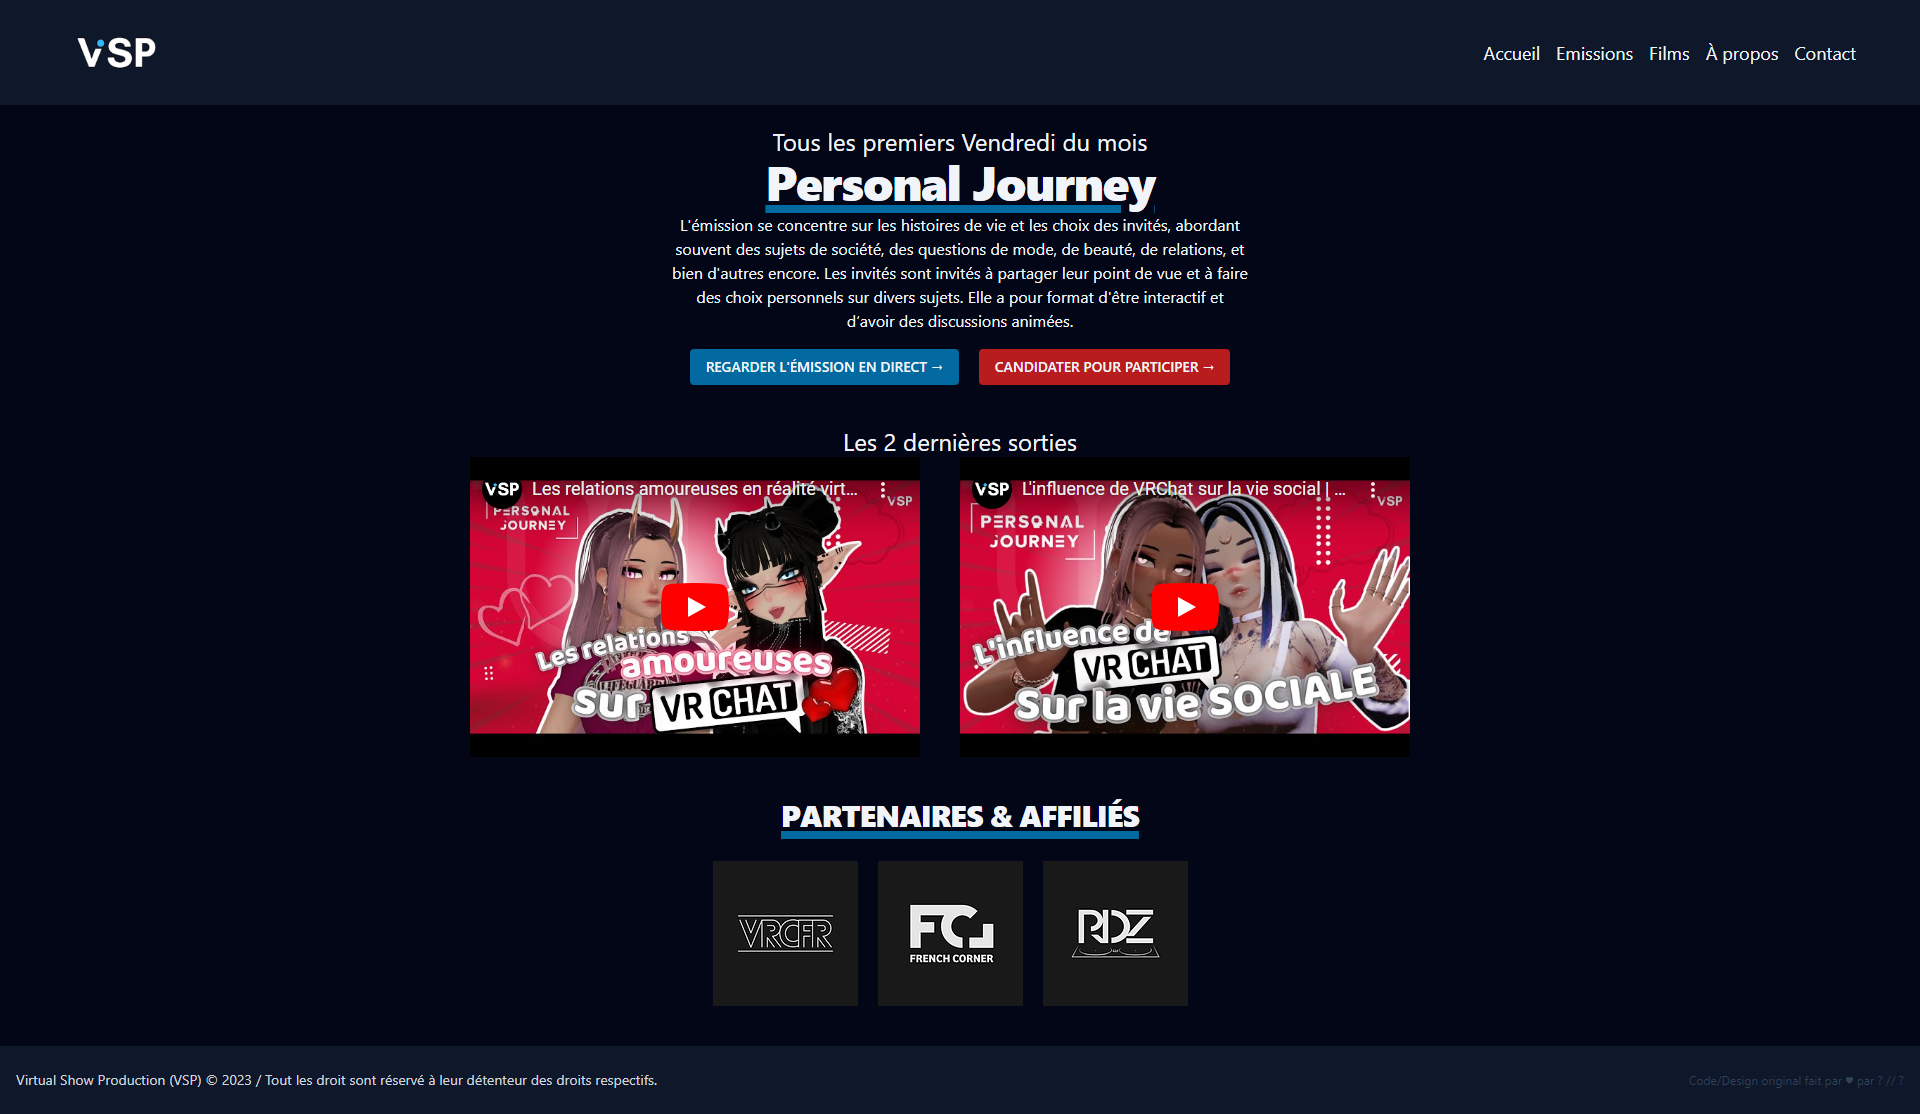 VSP
Accueil Emissions Films À propos Contact
Tous les premiers Vendredi du mois
Personal Journey
L'émission se concentre sur les histoires de vie et les choix des invités, abordant
souvent des sujets de société, des questions de mode, de beauté, de relations, et
bien d'autres encore. Les invités sont invités à partager leur point de vue et à faire
des choix personnels sur divers sujets. Elle a pour format d'être interactif et
d'avoir des discussions animées.
REGARDER L'ÉMISSION EN DIRECT →
CANDIDATER POUR PARTICIPER →
Les 2 dernières sorties
VSP Les relations amoureuses en réalité virt...
VSP
PERSONAL
JOURNEY
Les relations
amoureuses
Sur VRCHAT
VSP L'influence de VRChat sur la vie social | ...
VSP
PERSONAL
JOURNEY
L'influence de
VRCHAT
Sur la vie SOCIALE
PARTENAIRES & AFFILIÉS
VRCFR
FC
FRENCH CORNER
RDZ
Virtual Show Production (VSP) © 2023 / Tout les droit sont réservé à leur détenteur des droits respectifs.
Code/Design original fait par ♥ par ? // ?